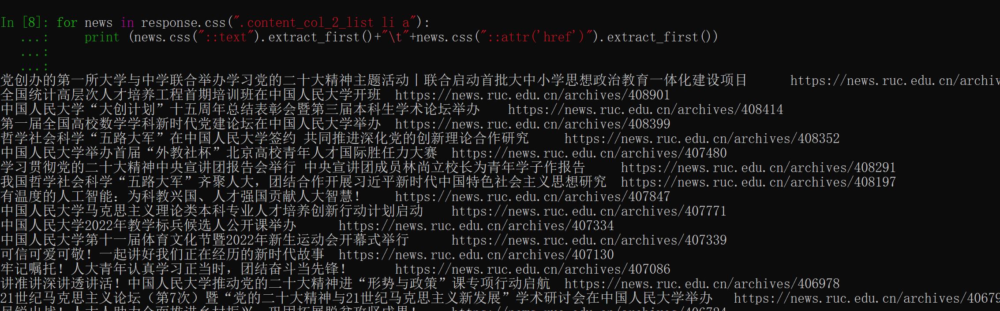 In [8]: for news in response.css(".content_col_2_list li a"):
   ...:     print (news.css("::text").extract_first()+"\t"+news.css("::attr('href')").extract_first())
   ...:
   ...:
党创办的第一所大学与中学联合举办学习党的二十大精神主题活动丨联合启动首批大中小学思想政治教育一体化建设项目	https://news.ruc.edu.cn/archiv
全国统计高层次人才培养工程首期培训班在中国人民大学开班	https://news.ruc.edu.cn/archives/408901
中国人民大学“大创计划”十五周年总结表彰会暨第三届本科生学术论坛举办	https://news.ruc.edu.cn/archives/408414
第一届全国高校数学学科新时代党建论坛在中国人民大学举办	https://news.ruc.edu.cn/archives/408399
哲学社会科学“五路大军”在中国人民大学签约 共同推进深化党的创新理论合作研究	https://news.ruc.edu.cn/archives/408352
中国人民大学举办首届“外教社杯”北京高校青年人才国际胜任力大赛	https://news.ruc.edu.cn/archives/407480
学习贯彻党的二十大精神中央宣讲团报告会举行 中央宣讲团成员林尚立校长为青年学子作报告	https://news.ruc.edu.cn/archives/408291
我国哲学社会科学“五路大军”齐聚人大，团结合作开展习近平新时代中国特色社会主义思想研究	https://news.ruc.edu.cn/archives/408197
有温度的人工智能：为科教兴国、人才强国贡献人大智慧！	https://news.ruc.edu.cn/archives/407847
中国人民大学马克思主义理论类本科专业人才培养创新行动计划启动	https://news.ruc.edu.cn/archives/407771
中国人民大学2022年教学标兵候选人公开课举办	https://news.ruc.edu.cn/archives/407334
中国人民大学第十一届体育文化节暨2022年新生运动会开幕式举行	https://news.ruc.edu.cn/archives/407339
可信可爱可敬！一起讲好我们正在经历的新时代故事	https://news.ruc.edu.cn/archives/407130
牢记嘱托！人大青年认真学习正当时，团结奋斗当先锋！	https://news.ruc.edu.cn/archives/407086
讲准讲深讲透讲活！中国人民大学推动党的二十大精神进“形势与政策”课专项行动启航	https://news.ruc.edu.cn/archives/406978
21世纪马克思主义论坛（第7次）暨“党的二十大精神与21世纪马克思主义新发展”学术研讨会在中国人民大学举办	https://news.ruc.edu.cn/archives/40679